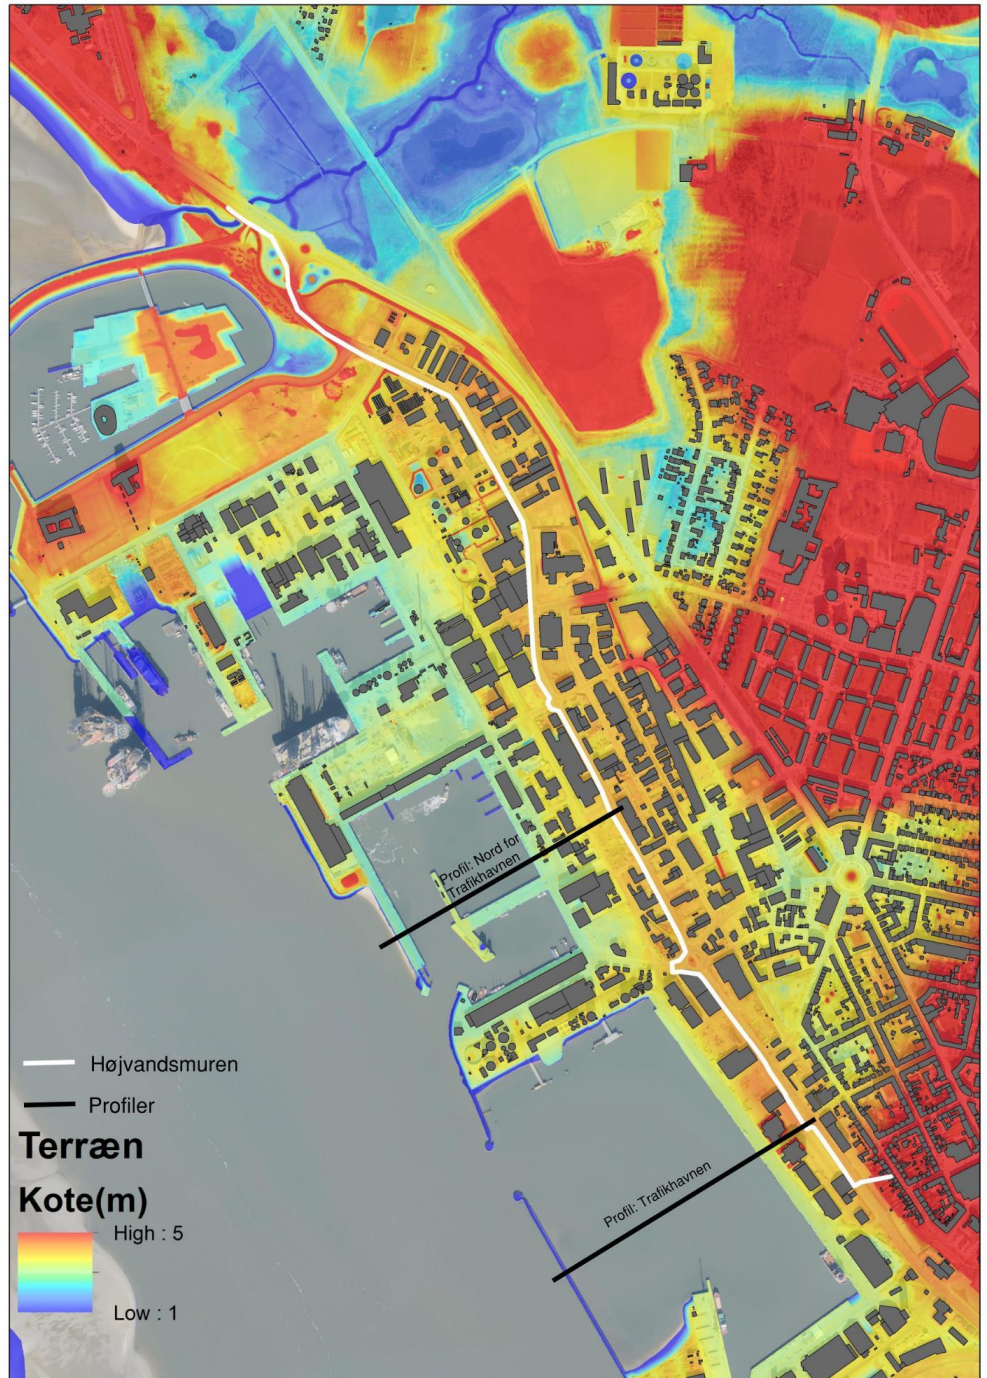 Profil: Nord for
Trafikhavnen
Profil: Trafikhavnen
Højvandsmuren
Profiler
Terræn
Kote(m)
High : 5
Low : 1